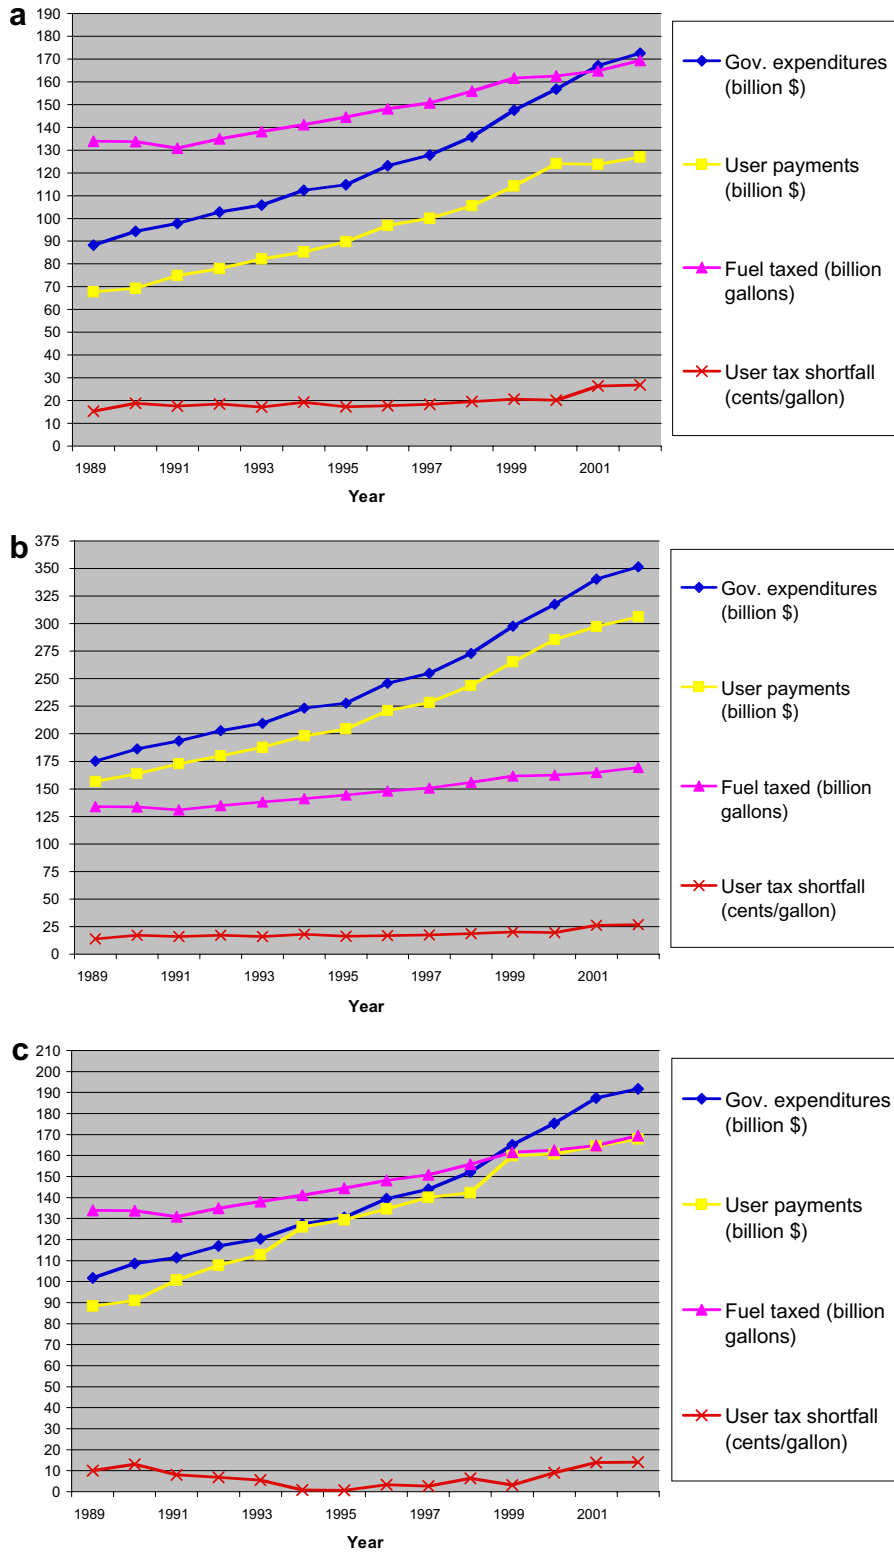 a
190
180
170
160
150
140
130
120
110
100
90
80
70
60
50
40
30
20
10
0
1989 1991 1993 1995 1997 1999 2001
Year
Gov. expenditures
(billion $)
User payments
(billion $)
Fuel taxed (billion
gallons)
User tax shortfall
(cents/gallon)
b
375
350
325
300
275
250
225
200
175
150
125
100
75
50
25
0
1989 1991 1993 1995 1997 1999 2001
Year
Gov. expenditures
(billion $)
User payments
(billion $)
Fuel taxed (billion
gallons)
User tax shortfall
(cents/gallon)
c
210
200
190
180
170
160
150
140
130
120
110
100
90
80
70
60
50
40
30
20
10
0
1989 1991 1993 1995 1997 1999 2001
Year
Gov. expenditures
(billion $)
User payments
(billion $)
Fuel taxed (billion
gallons)
User tax shortfall
(cents/gallon)